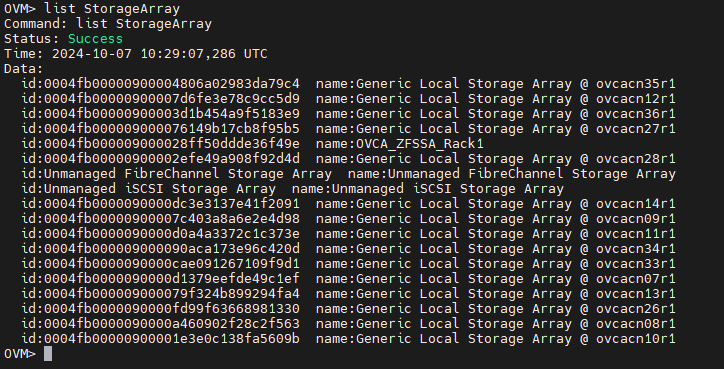 OVM> list StorageArray
Command: list StorageArray
Status: Success
Time: 2024-10-07 10:29:07,286 UTC
Data:
id:0004fb00000900004806a02983da79c4  name:Generic Local Storage Array @ ovcacn35r1
id:0004fb00000900007d6fe3e78c9cc5d9  name:Generic Local Storage Array @ ovcacn12r1
id:0004fb00000900003d1b454a9f5183e9  name:Generic Local Storage Array @ ovcacn36r1
id:0004fb000009000076149b17cb8f95b5  name:Generic Local Storage Array @ ovcacn27r1
id:0004fb000009000028ff50ddde36f49e  name:OVCA_ZFSSA_Rack1
id:0004fb00000900002efe49a908f92d4d  name:Generic Local Storage Array @ ovcacn28r1
id:Unmanaged FibreChannel Storage Array  name:Unmanaged FibreChannel Storage Array
id:Unmanaged iSCSI Storage Array  name:Unmanaged iSCSI Storage Array
id:0004fb0000090000dc3e3137e41f2091  name:Generic Local Storage Array @ ovcacn14r1
id:0004fb00000900007c403a8a6e2e4d98  name:Generic Local Storage Array @ ovcacn09r1
id:0004fb0000090000d0a4a3372c1c373e  name:Generic Local Storage Array @ ovcacn11r1
id:0004fb000009000090aca173e96c420d  name:Generic Local Storage Array @ ovcacn34r1
id:0004fb0000090000cae091267109f9d1  name:Generic Local Storage Array @ ovcacn33r1
id:0004fb0000090000d1379eefde49c1ef  name:Generic Local Storage Array @ ovcacn07r1
id:0004fb000009000079f324b899294fa4  name:Generic Local Storage Array @ ovcacn13r1
id:0004fb0000090000fd99f63668981330  name:Generic Local Storage Array @ ovcacn26r1
id:0004fb0000090000a460902f28c2f563  name:Generic Local Storage Array @ ovcacn08r1
id:0004fb00000900001e3e0c138fa5609b  name:Generic Local Storage Array @ ovcacn10r1
OVM>